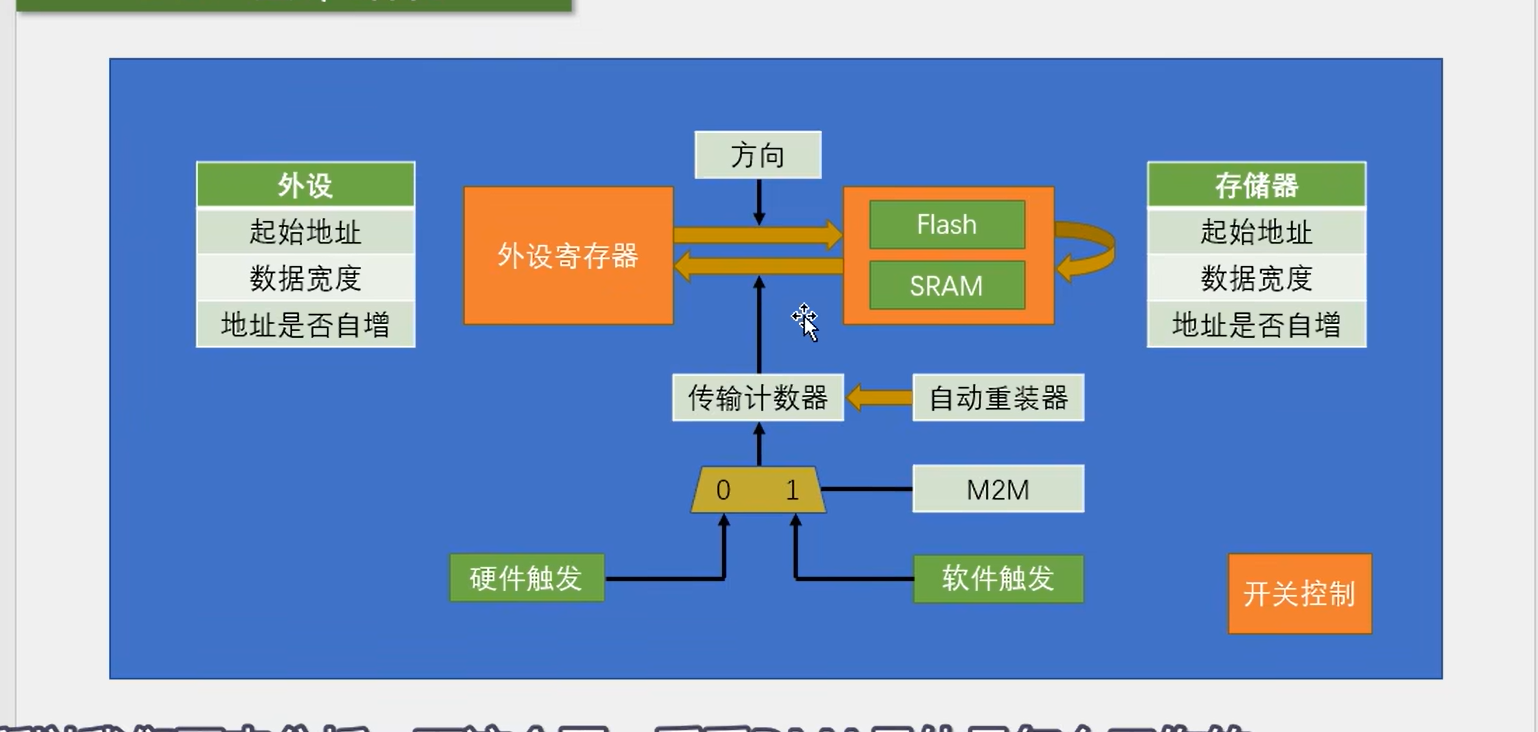 方向
外设
起始地址
数据宽度
地址是否自增
外设寄存器
Flash
SRAM
存储器
起始地址
数据宽度
地址是否自增
传输计数器
自动重装器
0 1
M2M
硬件触发
软件触发
开关控制